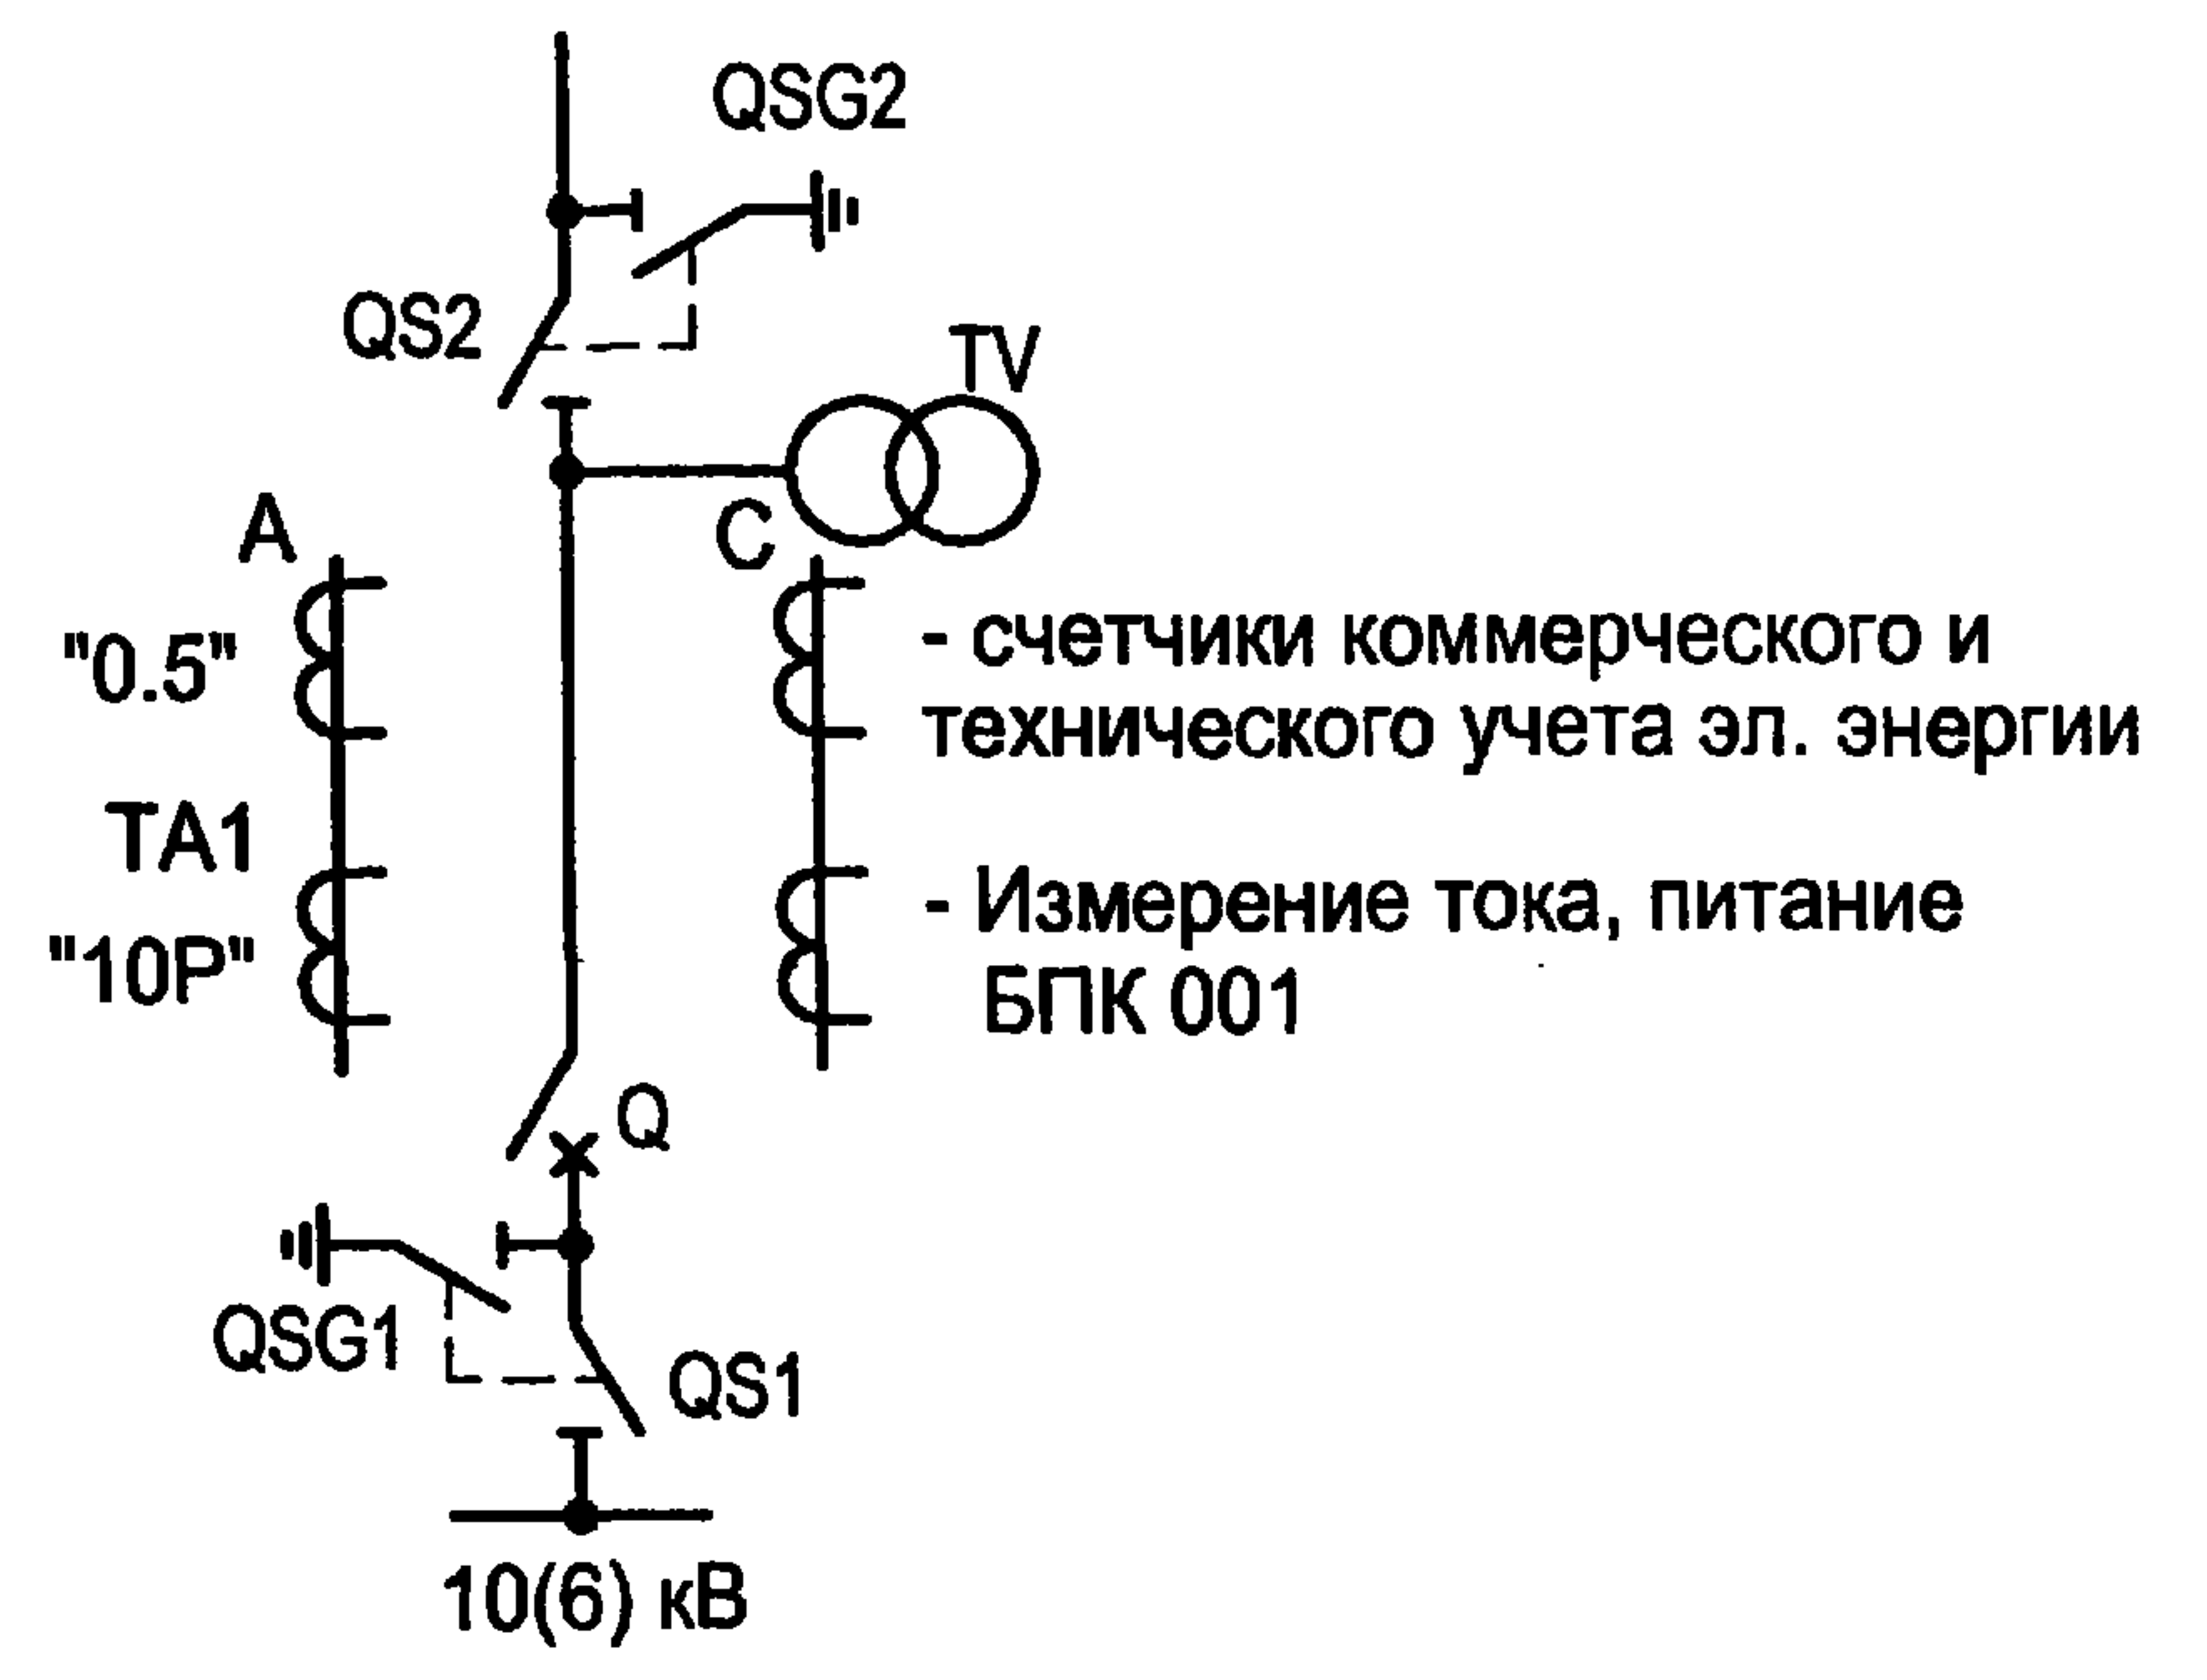 QSG2
QS2
TV
A
C
"0.5"
- счетчики коммерческого и
технического учета эл. энергии
TA1
- Измерение тока, питание
БПК 001
"10P"
Q
QSG1
QS1
10(6) кВ